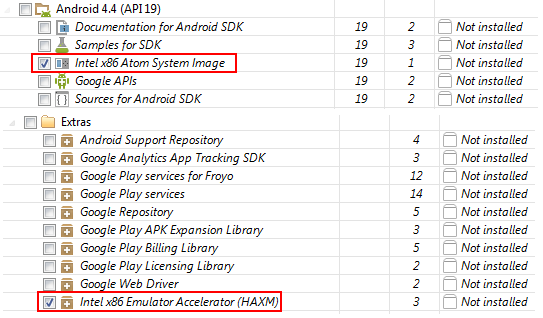 Android 4.4 (API 19)
Documentation for Android SDK 19 2 Not installed
Samples for SDK 19 3 Not installed
Intel x86 Atom System Image 19 1 Not installed
Google APIs 19 2 Not installed
Sources for Android SDK 19 2 Not installed
Extras
Android Support Repository 4 Not installed
Google Analytics App Tracking SDK 3 Not installed
Google Play services for Froyo 12 Not installed
Google Play services 14 Not installed
Google Repository 5 Not installed
Google Play APK Expansion Library 3 Not installed
Google Play Billing Library 5 Not installed
Google Play Licensing Library 2 Not installed
Google Web Driver 2 Not installed
Intel x86 Emulator Accelerator (HAXM) 3 Not installed